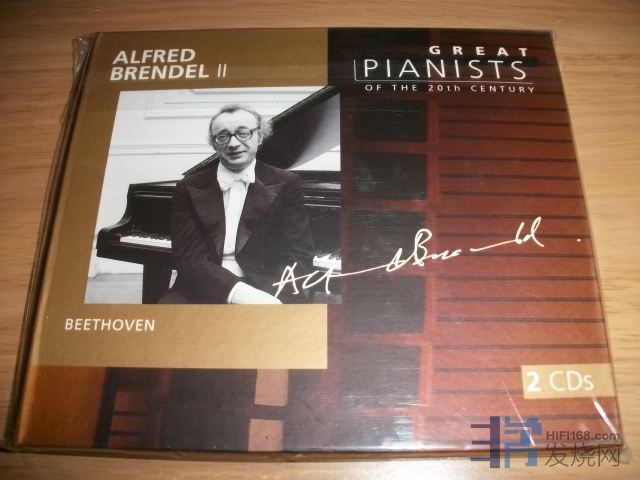 ALFRED
BRENDEL II
GREAT
PIANISTS
OF THE 20th CENTURY
BEETHOVEN
2 CDs
HIFI168.com
发烧网